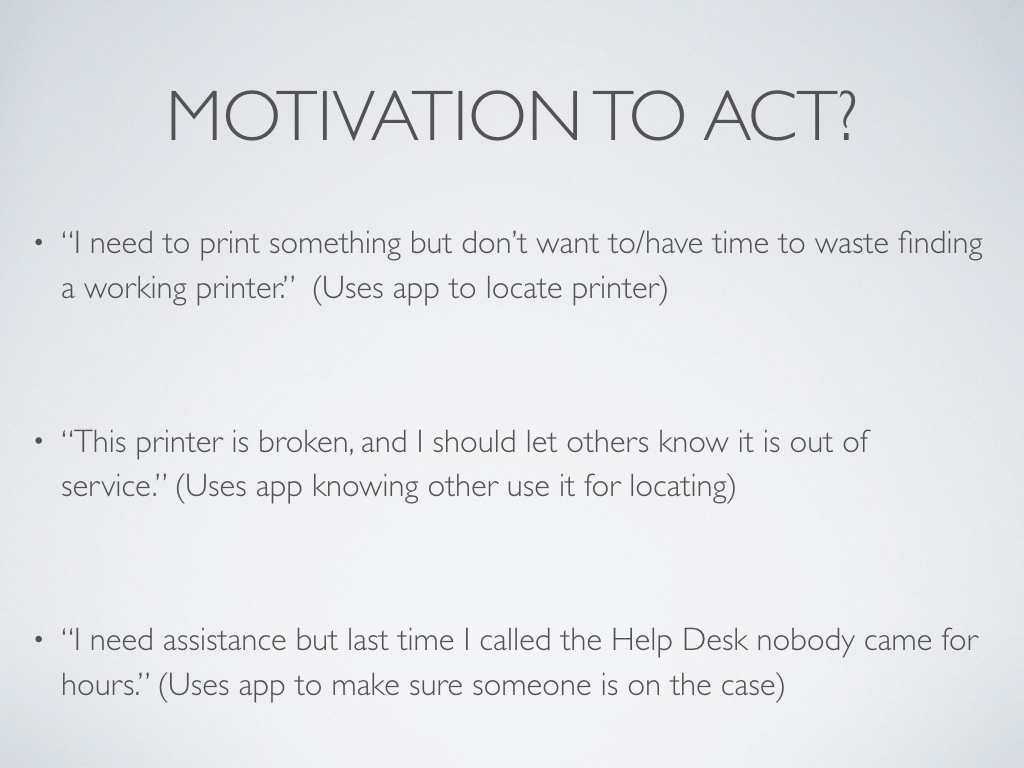 MOTIVATION TO ACT?
• “I need to print something but don’t want to/have time to waste finding
a working printer.” (Uses app to locate printer)
• “This printer is broken, and I should let others know it is out of
service.” (Uses app knowing other use it for locating)
• “I need assistance but last time I called the Help Desk nobody came for
hours.” (Uses app to make sure someone is on the case)